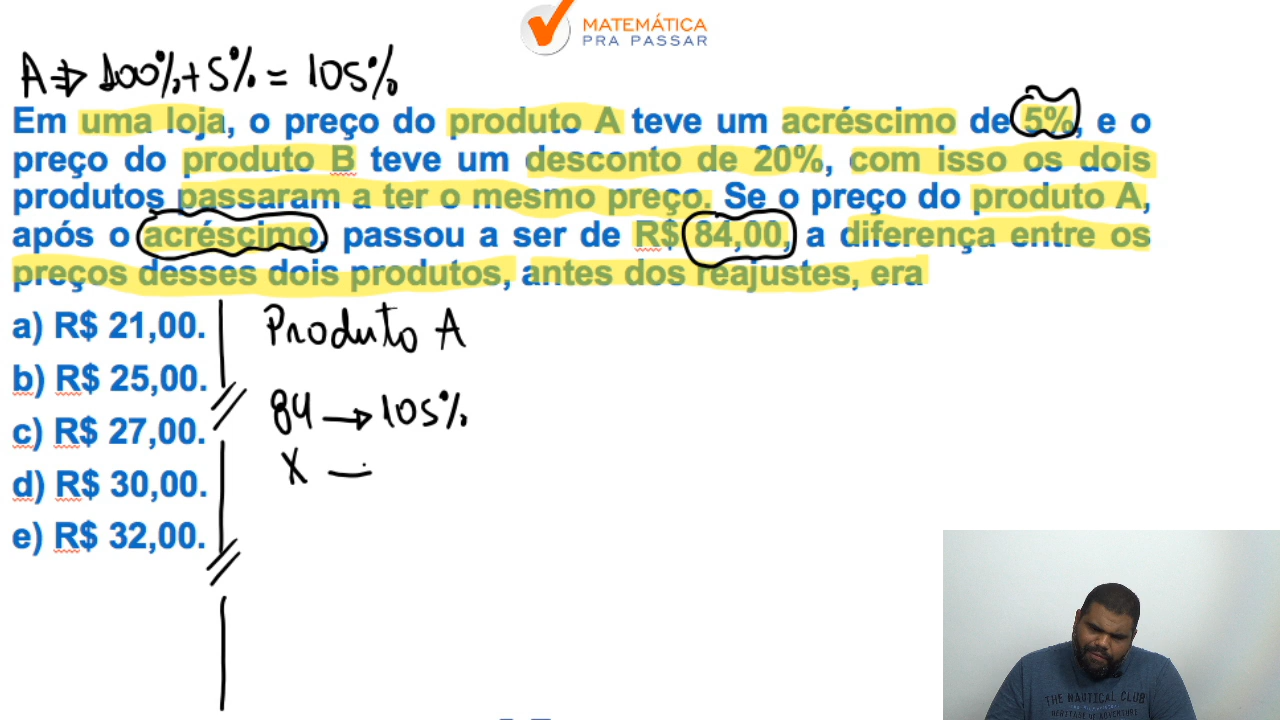 MATEMÁTICA
PRA PASSAR
A ⇒ 100% + 5% = 105%
Em uma loja, o preço do produto A teve um acréscimo de 5%, e o
preço do produto B teve um desconto de 20%, com isso os dois
produtos passaram a ter o mesmo preço. Se o preço do produto A,
após o acréscimo, passou a ser de R$ 84,00, a diferença entre os
preços desses dois produtos, antes dos reajustes, era
a) R$ 21,00.
b) R$ 25,00.
c) R$ 27,00.
d) R$ 30,00.
e) R$ 32,00.
Produto A
84 → 105%
X —
THE NAUTICAL CLUB